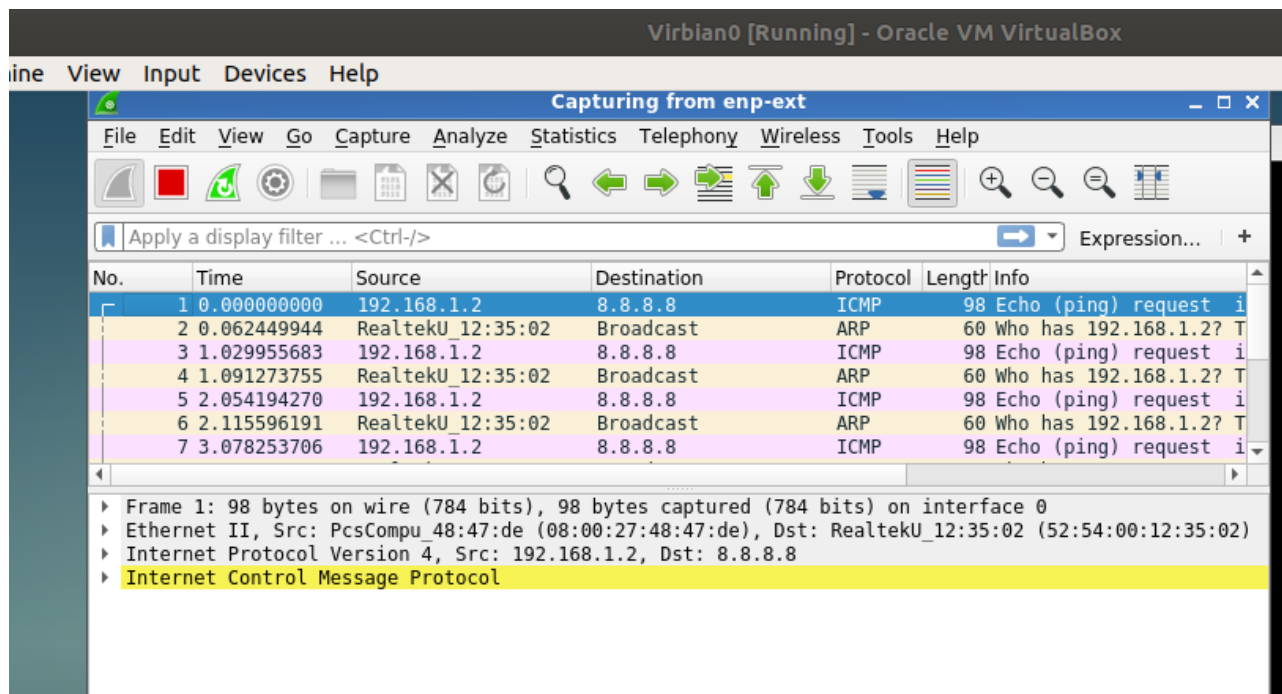 Virbian0 [Running] - Oracle VM VirtualBox
ine View Input Devices Help
Capturing from enp-ext
File Edit View Go Capture Analyze Statistics Telephony Wireless Tools Help
Apply a display filter ... <Ctrl-/> Expression... +
No. Time Source Destination Protocol Length Info
1 0.000000000 192.168.1.2 8.8.8.8 ICMP 98 Echo (ping) request i
2 0.062449944 RealtekU_12:35:02 Broadcast ARP 60 Who has 192.168.1.2? T
3 1.029955683 192.168.1.2 8.8.8.8 ICMP 98 Echo (ping) request i
4 1.091273755 RealtekU_12:35:02 Broadcast ARP 60 Who has 192.168.1.2? T
5 2.054194270 192.168.1.2 8.8.8.8 ICMP 98 Echo (ping) request i
6 2.115596191 RealtekU_12:35:02 Broadcast ARP 60 Who has 192.168.1.2? T
7 3.078253706 192.168.1.2 8.8.8.8 ICMP 98 Echo (ping) request i
Frame 1: 98 bytes on wire (784 bits), 98 bytes captured (784 bits) on interface 0
Ethernet II, Src: PcsCompu_48:47:de (08:00:27:48:47:de), Dst: RealtekU_12:35:02 (52:54:00:12:35:02)
Internet Protocol Version 4, Src: 192.168.1.2, Dst: 8.8.8.8
Internet Control Message Protocol